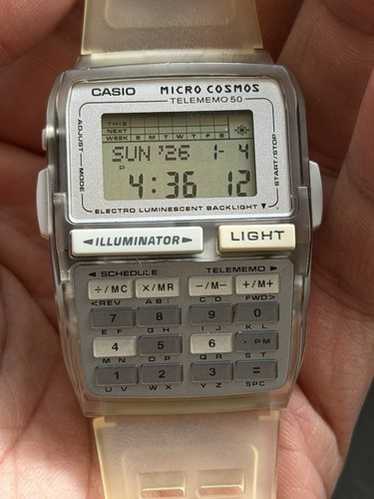 CASIO MICRO COSMOS
TELEMEMO 50
ADJUST
MODE
START/STOP
THIS
NEXT
WEEK S M T W T F S
SUN '26 1-4
P 4:36 12
ELECTRO LUMINESCENT BACKLIGHT ▼
◄ILLUMINATOR► LIGHT
◄ SCHEDULE TELEMEMO ►
÷/MC ×/MR −/M− +/M+
<REV A B C D FWD>
7 8 9 0
E F G H I J K L
4 5 6 · PM
M N O P Q R S T
1 2 3 =
U V W X Y Z SPC